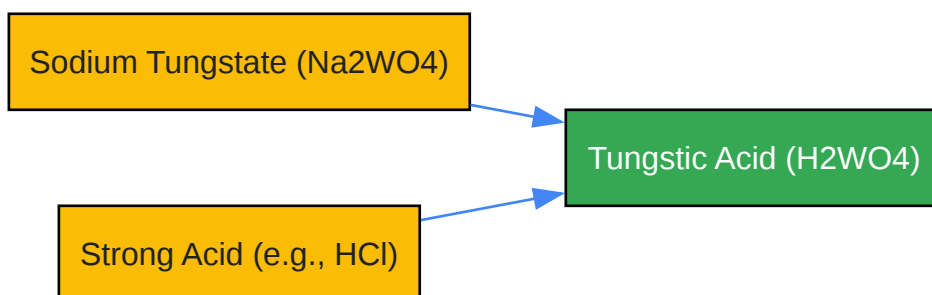 Sodium Tungstate (Na2WO4)
Tungstic Acid (H2WO4)
Strong Acid (e.g., HCl)